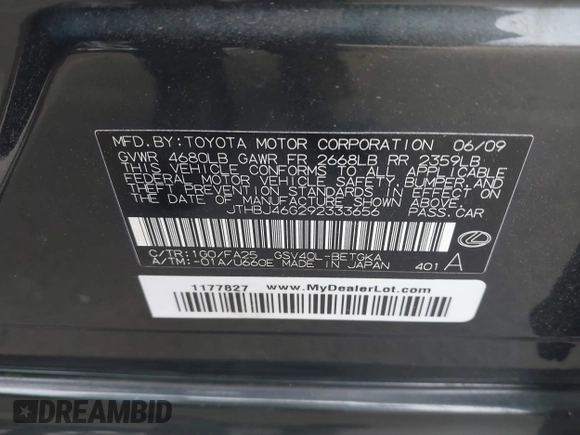 MFD.BY:TOYOTA MOTOR CORPORATION 06/09
GVWR 4680LB GAWR FR 2668LB RR 2359LB
THIS VEHICLE CONFORMS TO ALL APPLICABLE
FEDERAL MOTOR VEHICLE SAFETY, BUMPER, AND
THEFT PREVENTION STANDARDS IN EFFECT ON
THE DATE OF MANUFACTURE SHOWN ABOVE.
JTHBJ46G292333656 PASS.CAR
C/TR:1G0/FA25 GSV40L-BETGKA
A/TM:-01A/U660E MADE IN JAPAN 401 A
1177827 www.MyDealerLot.com
DREAMBID